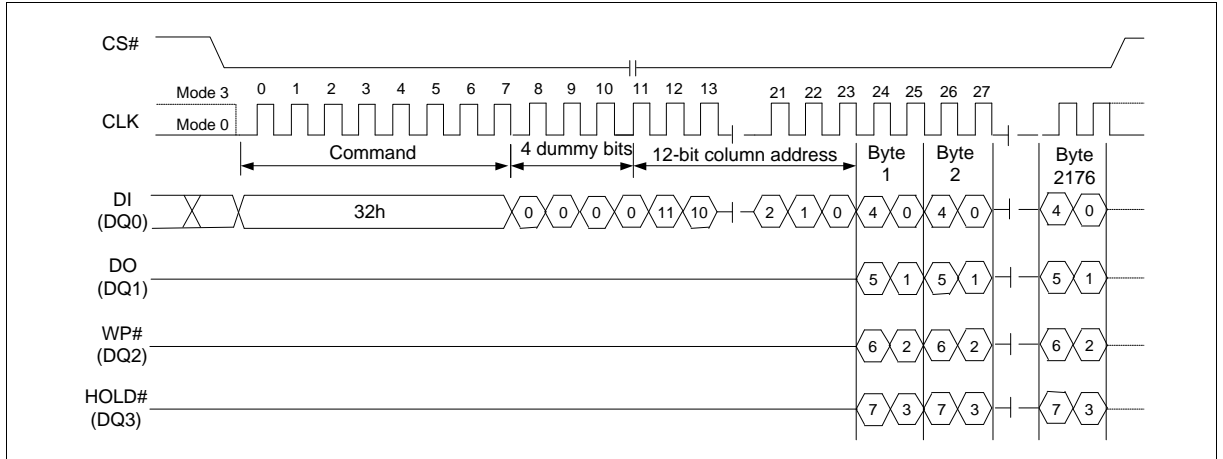 CS#
Mode 3
Mode 0
CLK
0 1 2 3 4 5 6 7 8 9 10 11 12 13 21 22 23 24 25 26 27
Command
4 dummy bits
12-bit column address
Byte 1
Byte 2
Byte 2176
DI
(DQ0)
32h
0 0 0 0 11 10 2 1 0 4 0 4 0 4 0
DO
(DQ1)
5 1 5 1 5 1
WP#
(DQ2)
6 2 6 2 6 2
HOLD#
(DQ3)
7 3 7 3 7 3